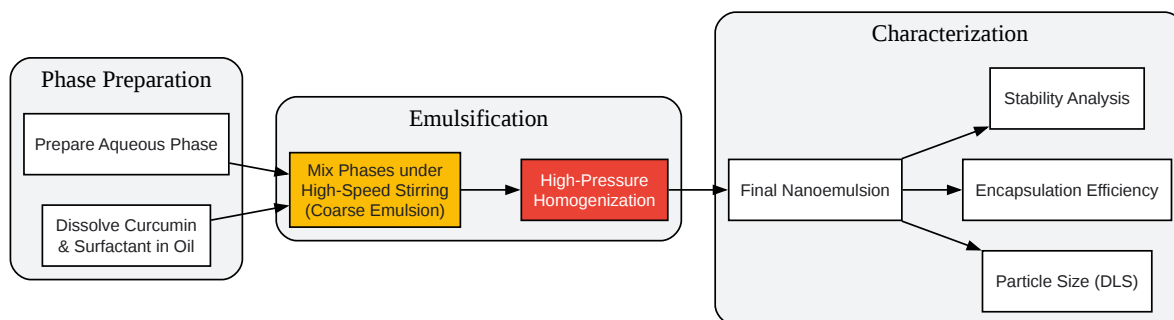 Phase Preparation
Prepare Aqueous Phase
Dissolve Curcumin
& Surfactant in Oil
Emulsification
Mix Phases under
High-Speed Stirring
(Coarse Emulsion)
High-Pressure
Homogenization
Characterization
Final Nanoemulsion
Stability Analysis
Encapsulation Efficiency
Particle Size (DLS)